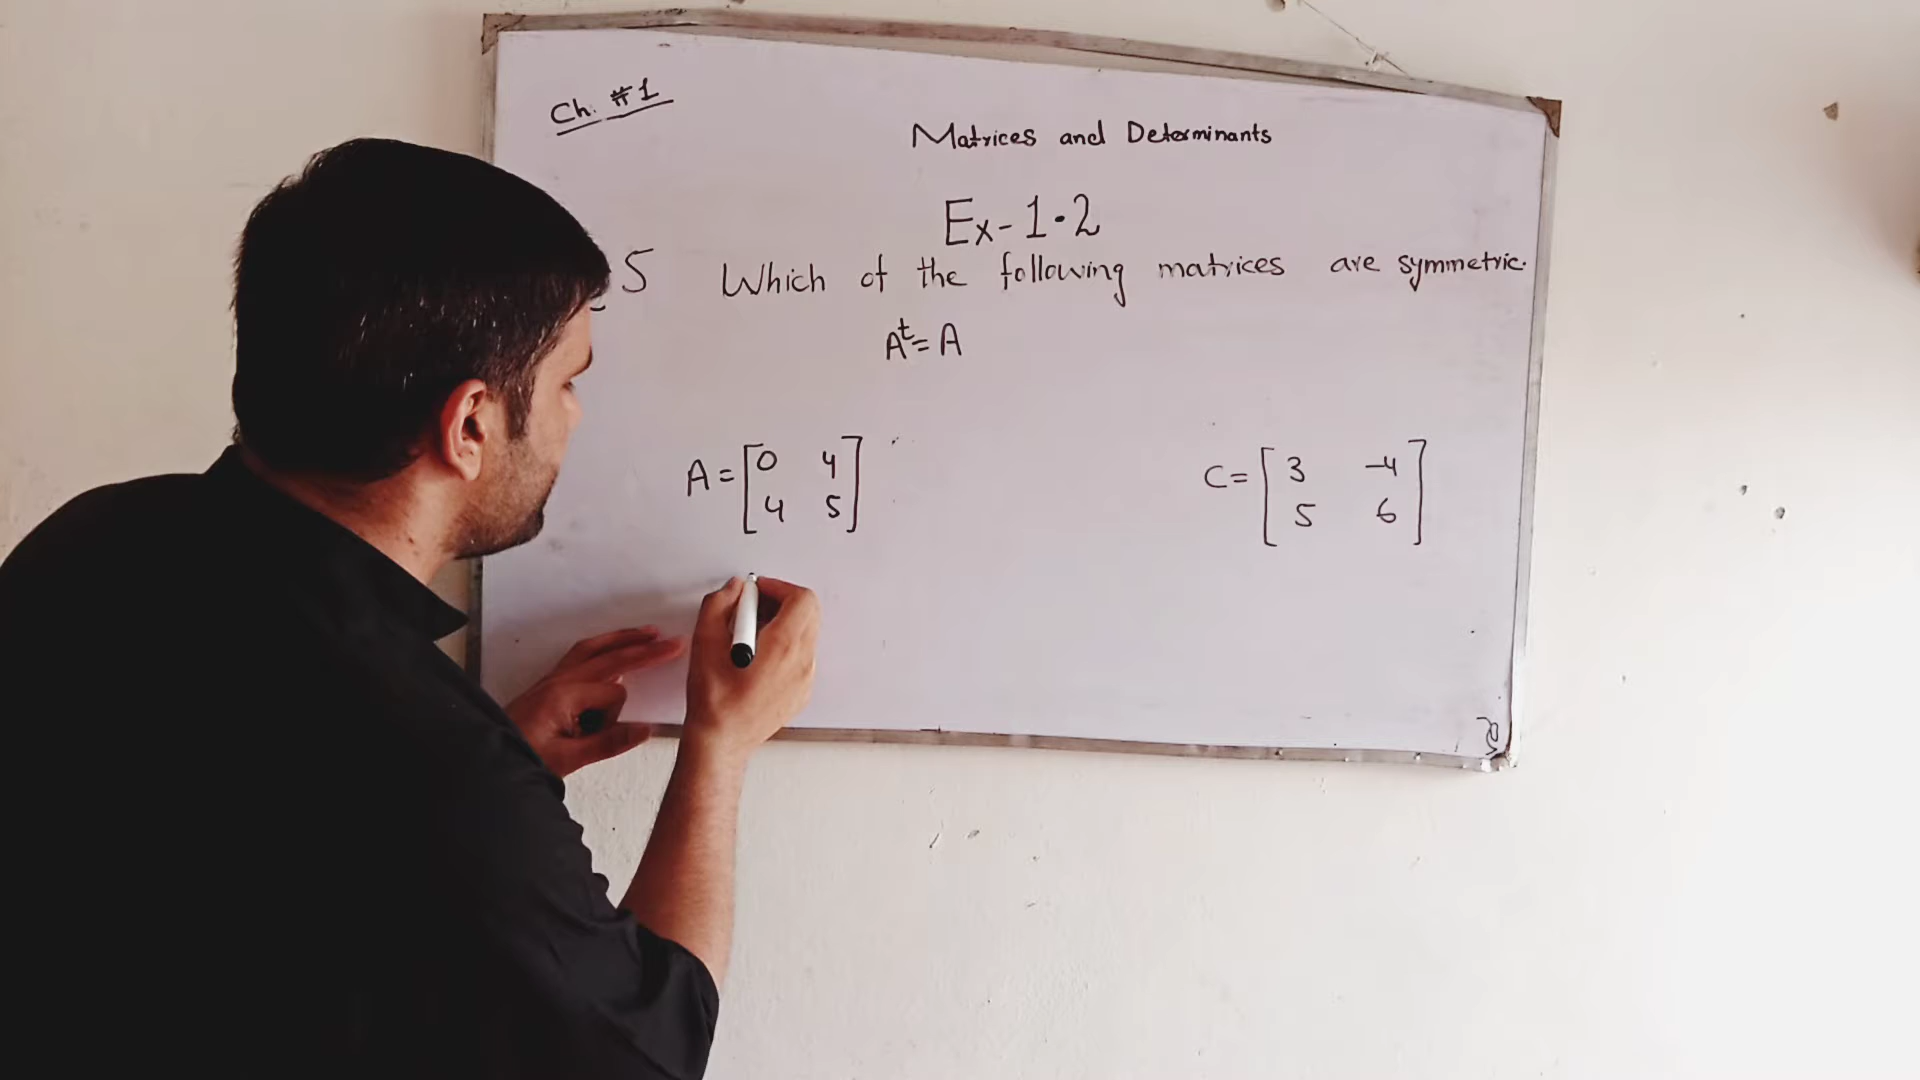 Ch. #1
Matrices and Determinants
Ex-1.2
5 Which of the following matrices are symmetric.
Aᵗ = A
A = [0 4
4 5]
C = [3 -4
5 6]